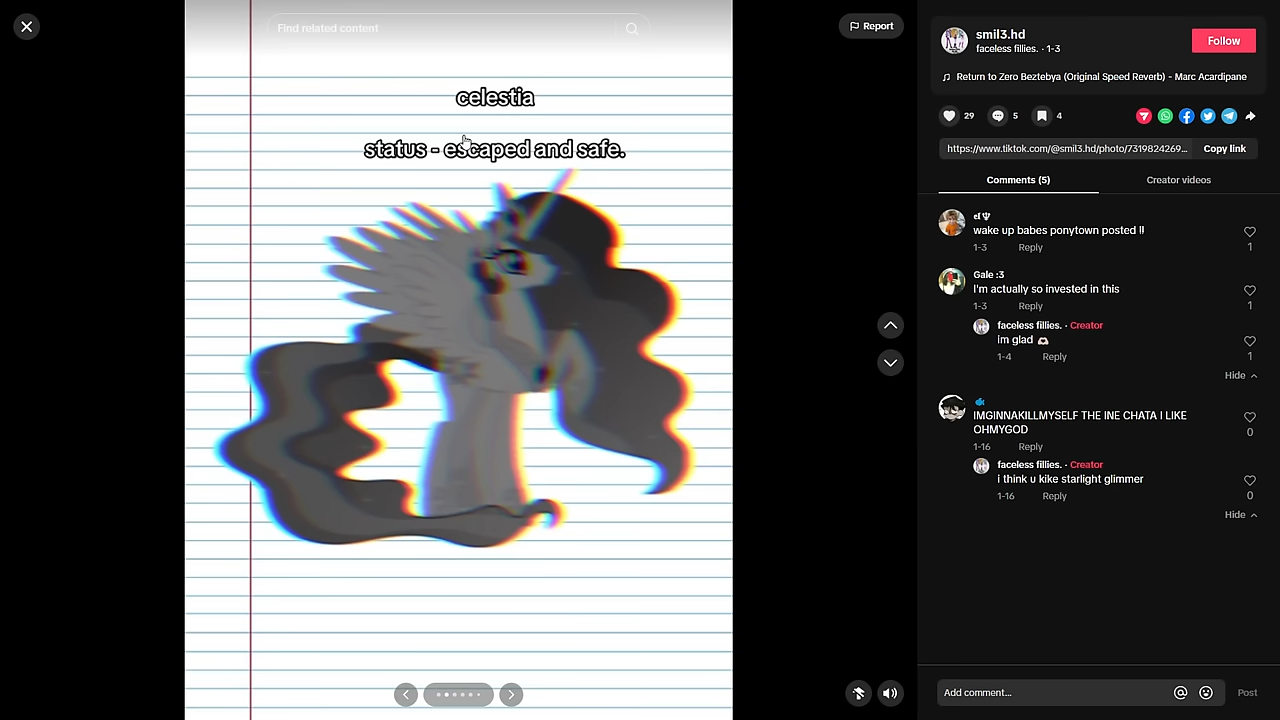 Find related content
Report
celestia
status - escaped and safe.
smil3.hd
faceless fillies. · 1-3
Follow
Return to Zero Beztebya (Original Speed Reverb) - Marc Acardipane
29
5
4
https://www.tiktok.com/@smil3.hd/photo/7319824269...
Copy link
Comments (5)
Creator videos
wake up babes ponytown posted !!
1-3 Reply
1
Gale :3
I'm actually so invested in this
1-3 Reply
1
faceless fillies. · Creator
im glad 🫶🏻
1-4 Reply
1
Hide
IMGINNAKILLMYSELF THE INE CHATA I LIKE
OHMYGOD
1-16 Reply
0
faceless fillies. · Creator
i think u kike starlight glimmer
1-16 Reply
0
Hide
Add comment...
Post